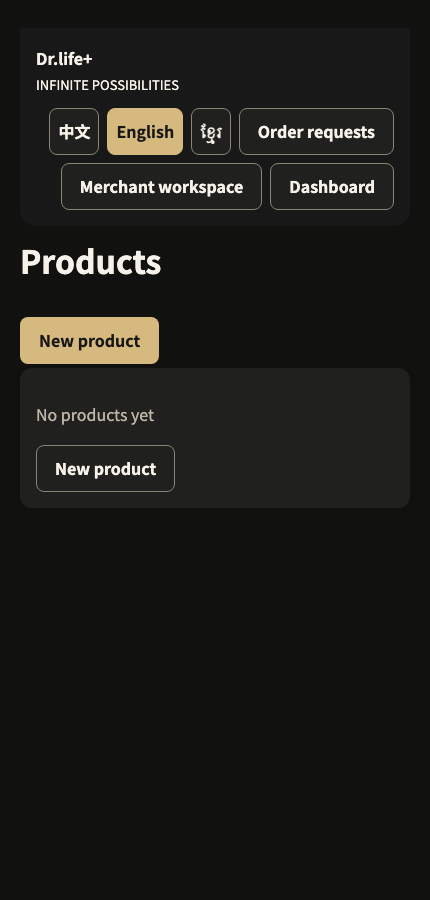 Dr.life+
INFINITE POSSIBILITIES
中文 English ខ្មែរ Order requests
Merchant workspace Dashboard
Products
New product
No products yet
New product